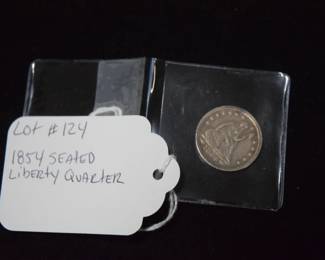 Lot #124
1854 SEATED
Liberty QUARTER